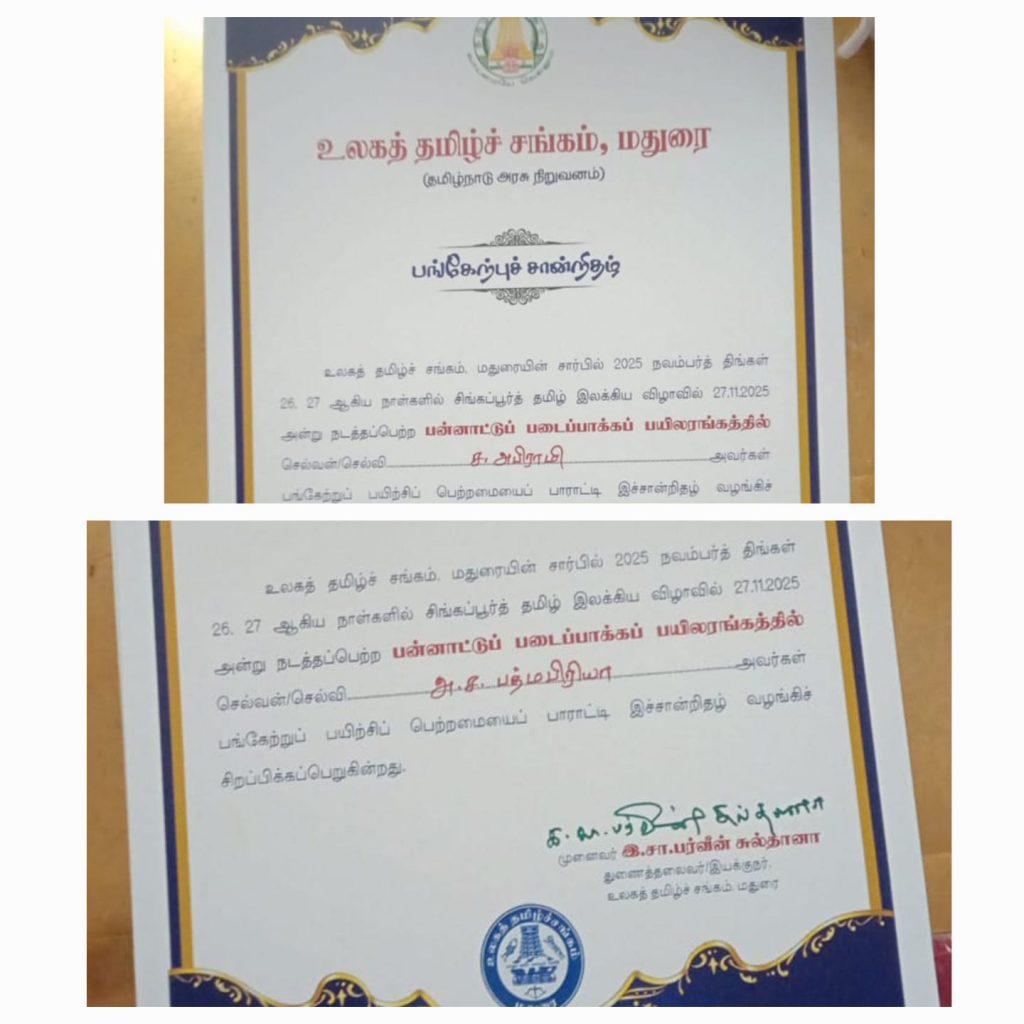 உலகத் தமிழ்ச் சங்கம், மதுரை
(தமிழ்நாடு அரசு நிறுவனம்)
பங்கேற்புச் சான்றிதழ்
உலகத் தமிழ்ச் சங்கம், மதுரையின் சார்பில் 2025 நவம்பர்த் திங்கள்
26, 27 ஆகிய நாள்களில் சிங்கப்பூர்த் தமிழ் இலக்கிய விழாவில் 27.11.2025
அன்று நடத்தப்பெற்ற பன்னாட்டுப் படைப்பாக்கப் பயிலரங்கத்தில்
செல்வன்/செல்வி ச. அபிராமி அவர்கள்
பங்கேற்றுப் பயிற்சிப் பெற்றமையைப் பாராட்டி இச்சான்றிதழ் வழங்கிச்
உலகத் தமிழ்ச் சங்கம், மதுரையின் சார்பில் 2025 நவம்பர்த் திங்கள்
26, 27 ஆகிய நாள்களில் சிங்கப்பூர்த் தமிழ் இலக்கிய விழாவில் 27.11.2025
அன்று நடத்தப்பெற்ற பன்னாட்டுப் படைப்பாக்கப் பயிலரங்கத்தில்
செல்வன்/செல்வி அ.ச. பத்மபிரியா அவர்கள்
பங்கேற்றுப் பயிற்சிப் பெற்றமையைப் பாராட்டி இச்சான்றிதழ் வழங்கிச்
சிறப்பிக்கப்பெறுகின்றது.
முனைவர் இ.சா.பர்வீன் சுல்தானா
துணைத்தலைவர்/இயக்குநர்,
உலகத் தமிழ்ச் சங்கம், மதுரை
உலகத் தமிழ்ச்சங்கம்
மதுரை